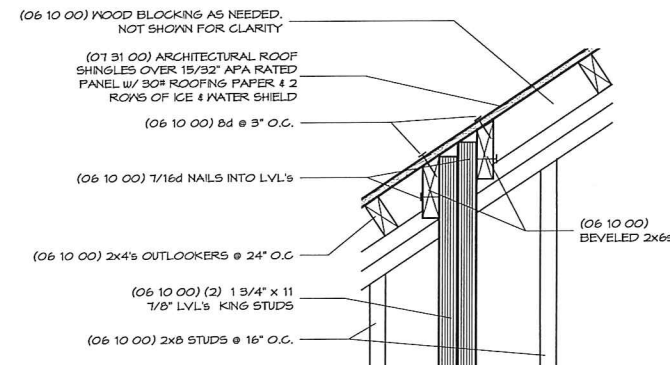 (06 10 00) WOOD BLOCKING AS NEEDED.
NOT SHOWN FOR CLARITY
(07 31 00) ARCHITECTURAL ROOF
SHINGLES OVER 15/32" APA RATED
PANEL W/ 30# ROOFING PAPER & 2
ROWS OF ICE & WATER SHIELD
(06 10 00) 8d @ 3" O.C.
(06 10 00) 7/16d NAILS INTO LVL's
(06 10 00)
BEVELED 2x6s
(06 10 00) 2x4's OUTLOOKERS @ 24" O.C
(06 10 00) (2) 1 3/4" x 11
7/8" LVL's KING STUDS
(06 10 00) 2x8 STUDS @ 16" O.C.